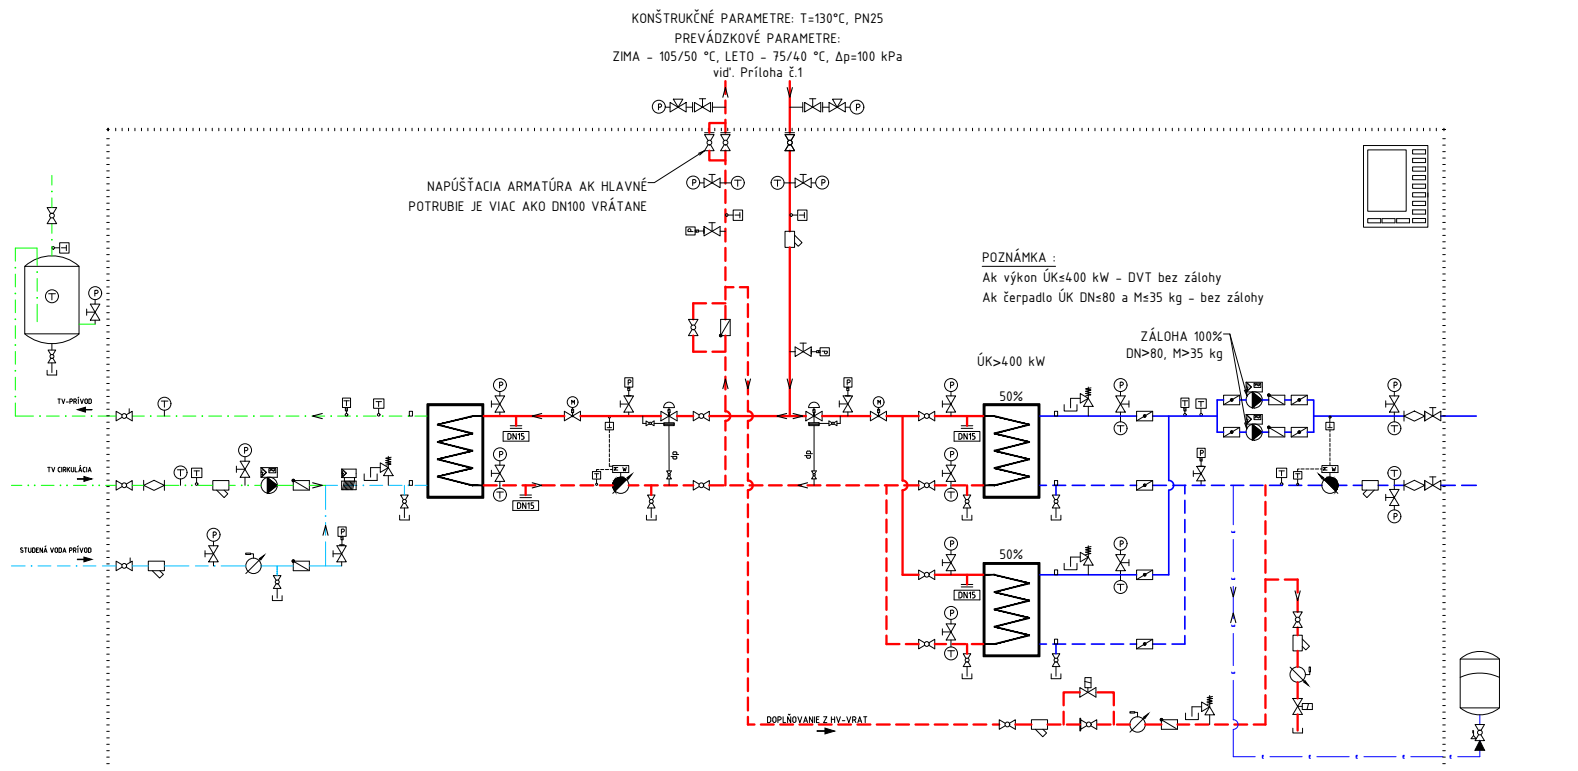 KONŠTRUKČNÉ PARAMETRE: T=130°C, PN25
PREVÁDZKOVÉ PARAMETRE:
ZIMA - 105/50 °C, LETO - 75/40 °C, Δp=100 kPa
viď. Príloha č.1
P
P
NAPÚŠŤACIA ARMATÚRA AK HLAVNÉ
POTRUBIE JE VIAC AKO DN100 VRÁTANE
P
T
T
P
T
T
P
T
T
P
P
POZNÁMKA :
Ak výkon ÚK≤400 kW - DVT bez zálohy
Ak čerpadlo ÚK DN≤80 a M≤35 kg - bez zálohy
ZÁLOHA 100%
DN>80, M>35 kg
ÚK>400 kW
TV-PRÍVOD
T
T
T
P
P
M
P
P
M
P
50%
P
T
T
T
P
T
DN15
DN15
TV CIRKULÁCIA
T
T
P
P
T
DN15
T
M W
dp
dp
P
T
P
T
T
M W
P
STUDENÁ VODA PRÍVOD
P
P
P
50%
P
T
DN15
P
T
DOPLŇOVANIE Z HV-VRAT